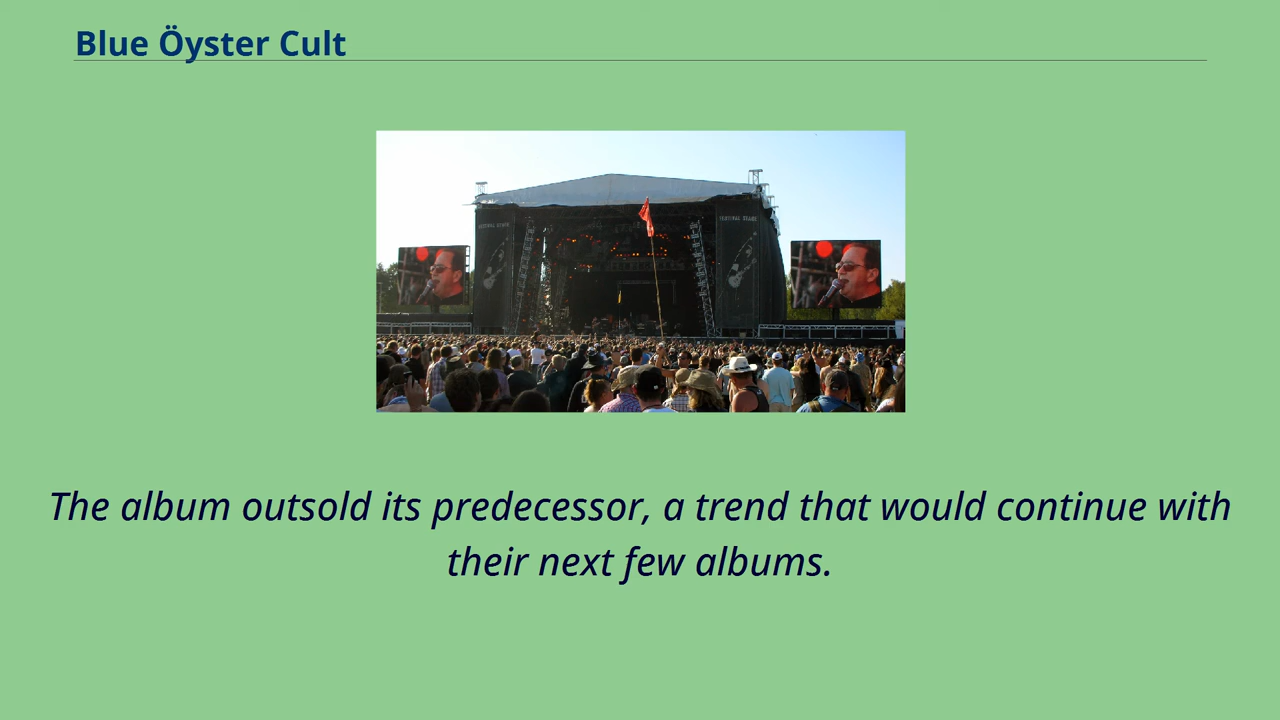 Blue Öyster Cult
The album outsold its predecessor, a trend that would continue with
their next few albums.